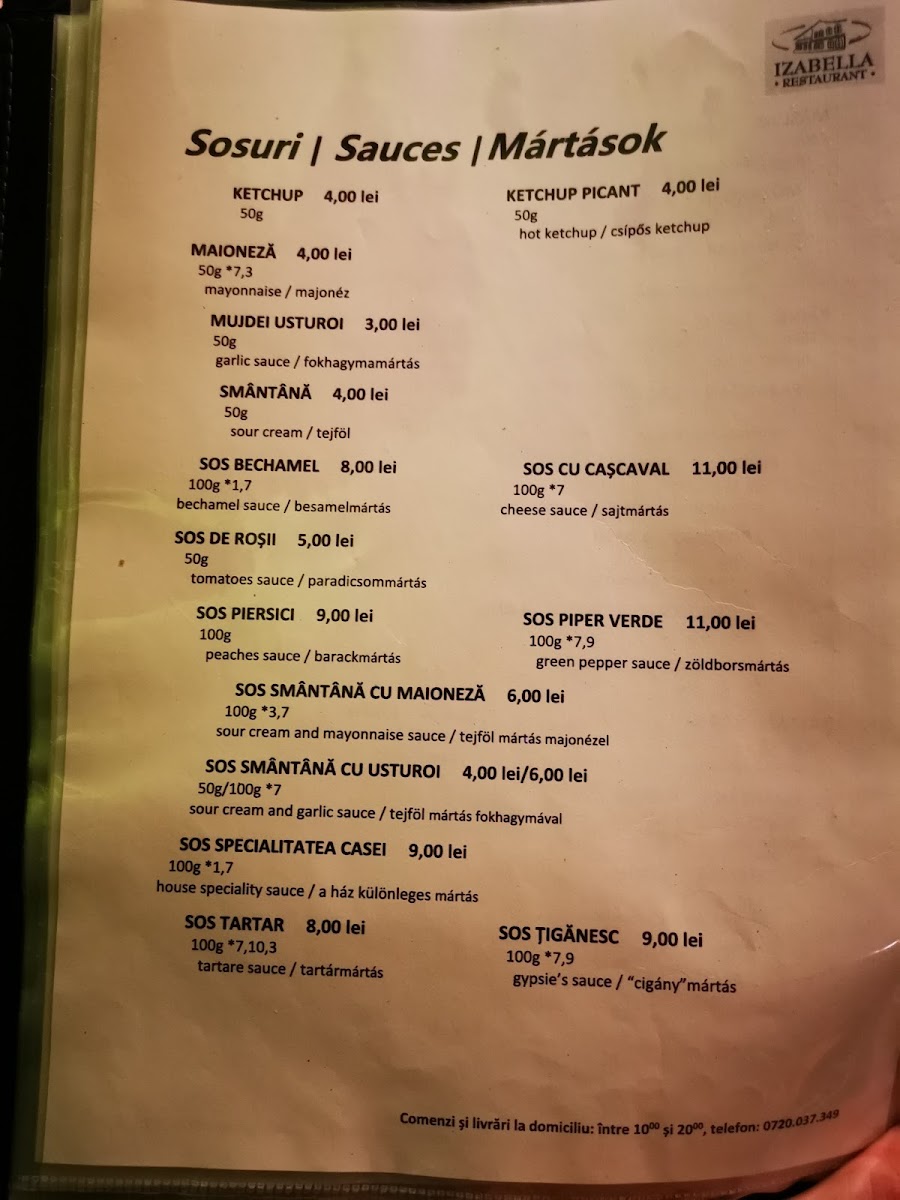 IZABELLA
• RESTAURANT •
Sosuri | Sauces | Mártások
KETCHUP 4,00 lei
50g
KETCHUP PICANT 4,00 lei
50g
hot ketchup / csípős ketchup
MAIONEZĂ 4,00 lei
50g *7,3
mayonnaise / majonéz
MUJDEI USTUROI 3,00 lei
50g
garlic sauce / fokhagymamártás
SMÂNTÂNĂ 4,00 lei
50g
sour cream / tejföl
SOS BECHAMEL 8,00 lei
100g *1,7
bechamel sauce / besamelmártás
SOS CU CAŞCAVAL 11,00 lei
100g *7
cheese sauce / sajtmártás
SOS DE ROŞII 5,00 lei
50g
tomatoes sauce / paradicsommártás
SOS PIERSICI 9,00 lei
100g
peaches sauce / barackmártás
SOS PIPER VERDE 11,00 lei
100g *7,9
green pepper sauce / zöldborsmártás
SOS SMÂNTÂNĂ CU MAIONEZĂ 6,00 lei
100g *3,7
sour cream and mayonnaise sauce / tejföl mártás majonézel
SOS SMÂNTÂNĂ CU USTUROI 4,00 lei/6,00 lei
50g/100g *7
sour cream and garlic sauce / tejföl mártás fokhagymával
SOS SPECIALITATEA CASEI 9,00 lei
100g *1,7
house speciality sauce / a ház különleges mártás
SOS TARTAR 8,00 lei
100g *7,10,3
tartare sauce / tartármártás
SOS ŢIGĂNESC 9,00 lei
100g *7,9
gypsie's sauce / "cigány"mártás
Comenzi şi livrări la domiciliu: între 10⁰⁰ şi 20⁰⁰, telefon: 0720.037.349